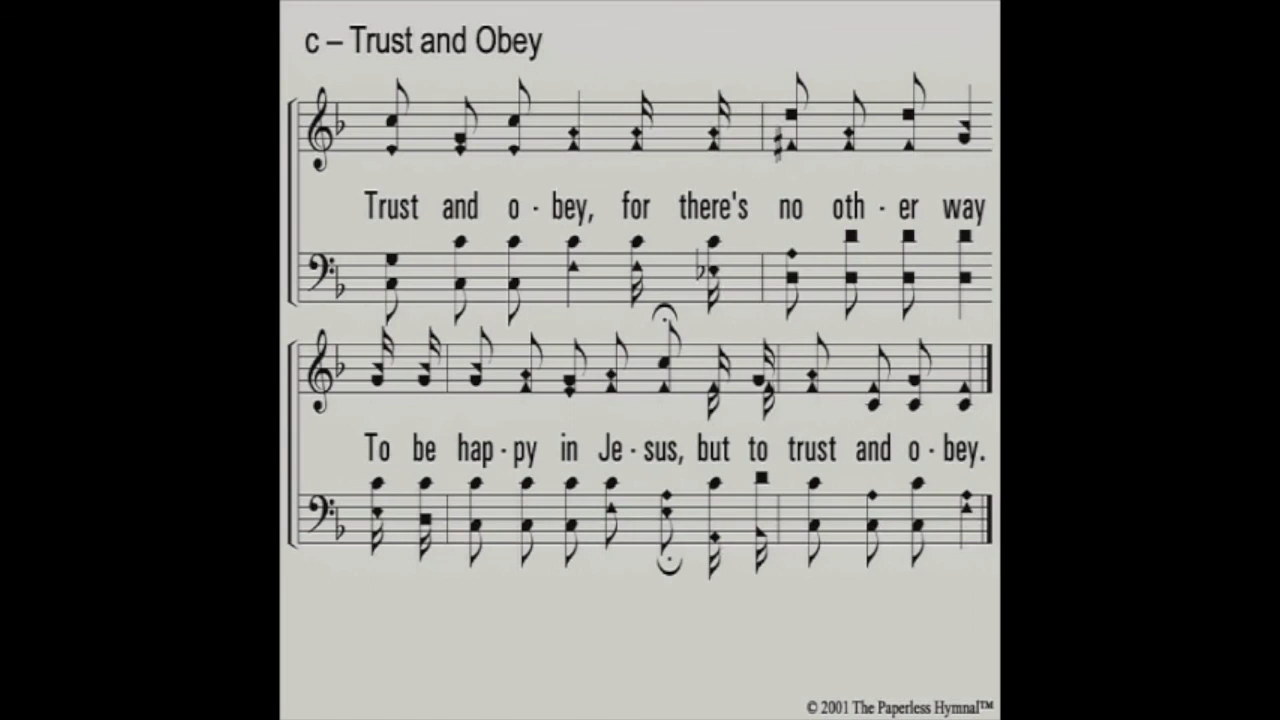 c – Trust and Obey
Trust and o - bey, for there's no oth - er way
To be hap - py in Je - sus, but to trust and o - bey.
© 2001 The Paperless Hymnal™